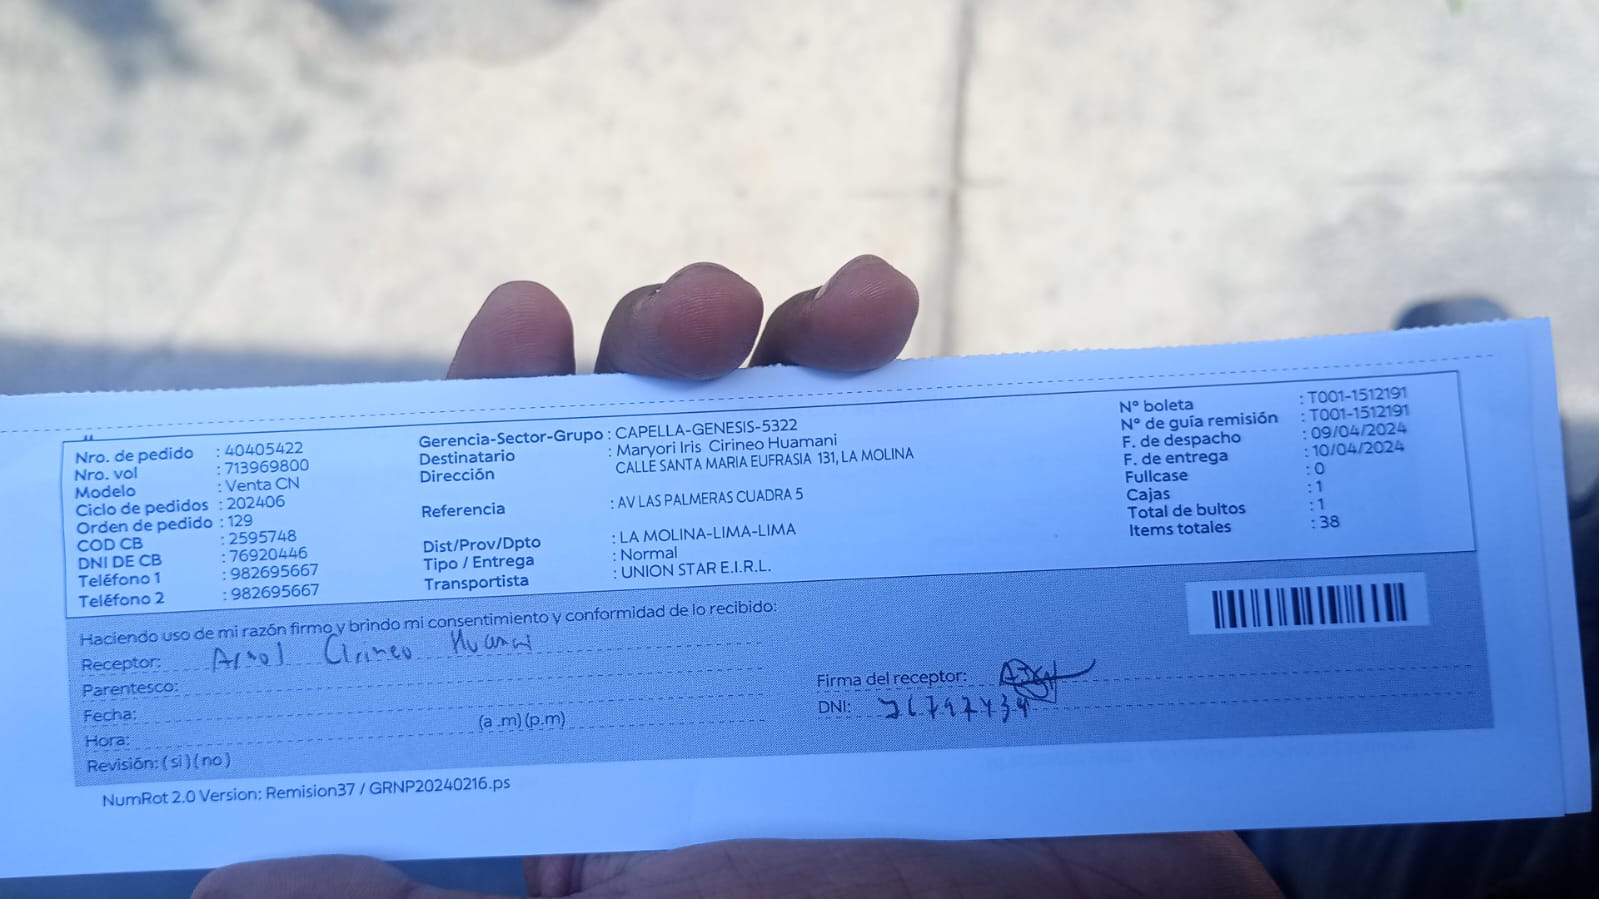 Nro. de pedido : 40405422
Nro. vol : 713969800
Modelo : Venta CN
Ciclo de pedidos : 202406
Orden de pedido : 129
COD CB : 2595748
DNI DE CB : 76920446
Teléfono 1 : 982695667
Teléfono 2 : 982695667
Gerencia-Sector-Grupo : CAPELLA-GENESIS-5322
Destinatario : Maryori Iris Cirineo Huamani
Dirección CALLE SANTA MARIA EUFRASIA 131, LA MOLINA
Referencia : AV LAS PALMERAS CUADRA 5
Dist/Prov/Dpto : LA MOLINA-LIMA-LIMA
Tipo / Entrega : Normal
Transportista : UNION STAR E.I.R.L.
N° boleta : T001-1512191
N° de guía remisión : T001-1512191
F. de despacho : 09/04/2024
F. de entrega : 10/04/2024
Fullcase : 0
Cajas : 1
Total de bultos : 1
Items totales : 38
Haciendo uso de mi razón firmo y brindo mi consentimiento y conformidad de lo recibido:
Receptor: Cirineo Huamani
Parentesco:
Fecha:
Hora: (a .m) (p.m)
Revisión: ( si ) ( no )
Firma del receptor:
DNI:
NumRot 2.0 Version: Remision37 / GRNP20240216.ps